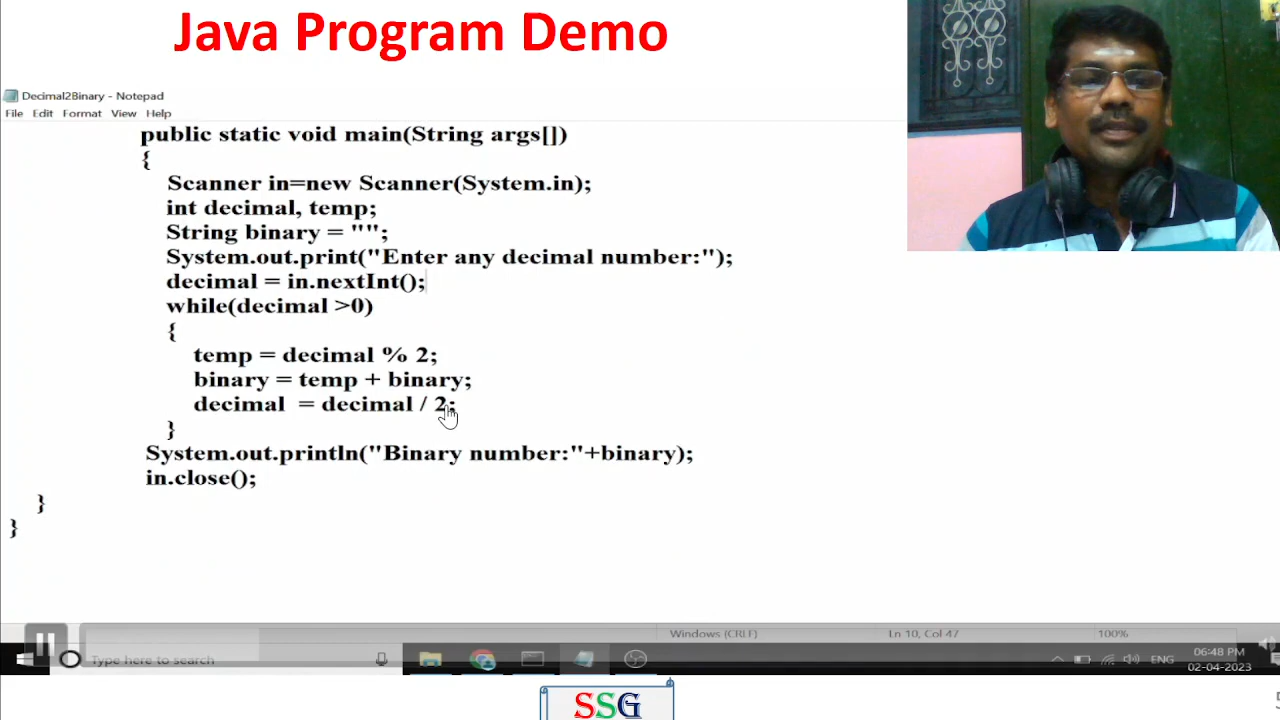 Java Program Demo
Decimal2Binary - Notepad
File Edit Format View Help
public static void main(String args[])
{
Scanner in=new Scanner(System.in);
int decimal, temp;
String binary = "";
System.out.print("Enter any decimal number:");
decimal = in.nextInt();
while(decimal >0)
{
temp = decimal % 2;
binary = temp + binary;
decimal = decimal / 2;
}
System.out.println("Binary number:"+binary);
in.close();
}
}
Windows (CRLF) Ln 10, Col 47 100%
Type here to search
ENG
06:48 PM
02-04-2023
SSG